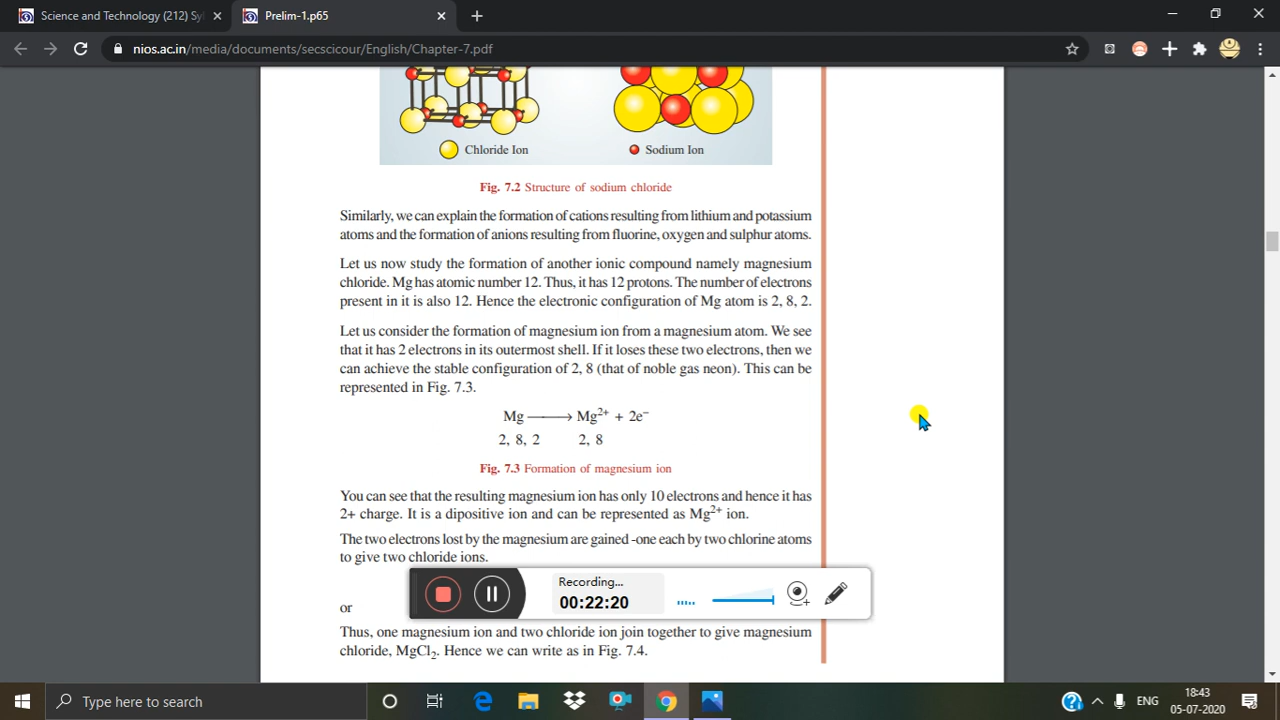 Science and Technology (212) Syl
Prelim-1.p65
nios.ac.in/media/documents/secscicour/English/Chapter-7.pdf
Chloride Ion
Sodium Ion
Fig. 7.2 Structure of sodium chloride
Similarly, we can explain the formation of cations resulting from lithium and potassium
atoms and the formation of anions resulting from fluorine, oxygen and sulphur atoms.
Let us now study the formation of another ionic compound namely magnesium
chloride. Mg has atomic number 12. Thus, it has 12 protons. The number of electrons
present in it is also 12. Hence the electronic configuration of Mg atom is 2, 8, 2.
Let us consider the formation of magnesium ion from a magnesium atom. We see
that it has 2 electrons in its outermost shell. If it loses these two electrons, then we
can achieve the stable configuration of 2, 8 (that of noble gas neon). This can be
represented in Fig. 7.3.
Mg ⟶ Mg²⁺ + 2e⁻
2, 8, 2 2, 8
Fig. 7.3 Formation of magnesium ion
You can see that the resulting magnesium ion has only 10 electrons and hence it has
2+ charge. It is a dipositive ion and can be represented as Mg²⁺ ion.
The two electrons lost by the magnesium are gained -one each by two chlorine atoms
to give two chloride ions.
Recording...
00:22:20
or
Thus, one magnesium ion and two chloride ion join together to give magnesium
chloride, MgCl₂. Hence we can write as in Fig. 7.4.
Type here to search
ENG
18:43
05-07-2020